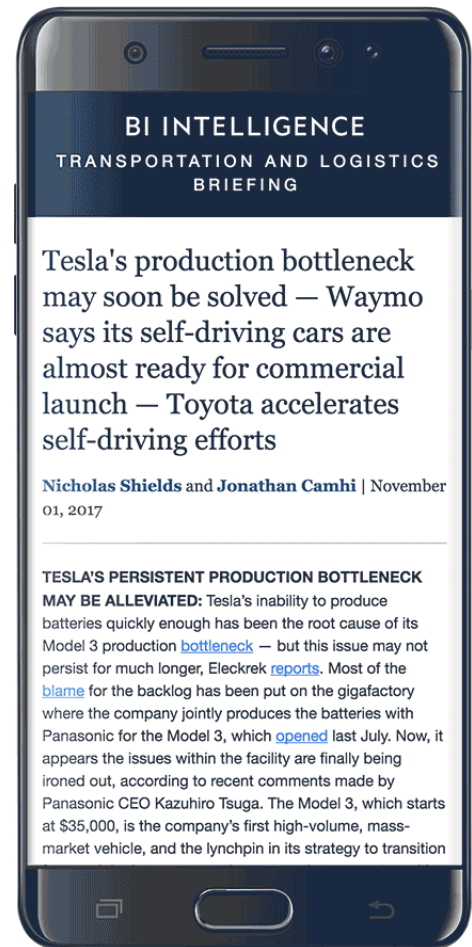 BI INTELLIGENCE
TRANSPORTATION AND LOGISTICS
BRIEFING
Tesla's production bottleneck
may soon be solved — Waymo
says its self-driving cars are
almost ready for commercial
launch — Toyota accelerates
self-driving efforts
Nicholas Shields and Jonathan Camhi | November
01, 2017
TESLA'S PERSISTENT PRODUCTION BOTTLENECK
MAY BE ALLEVIATED: Tesla's inability to produce
batteries quickly enough has been the root cause of its
Model 3 production bottleneck — but this issue may not
persist for much longer, Eleckrek reports. Most of the
blame for the backlog has been put on the gigafactory
where the company jointly produces the batteries with
Panasonic for the Model 3, which opened last July. Now, it
appears the issues within the facility are finally being
ironed out, according to recent comments made by
Panasonic CEO Kazuhiro Tsuga. The Model 3, which starts
at $35,000, is the company's first high-volume, mass-
market vehicle, and the lynchpin in its strategy to transition